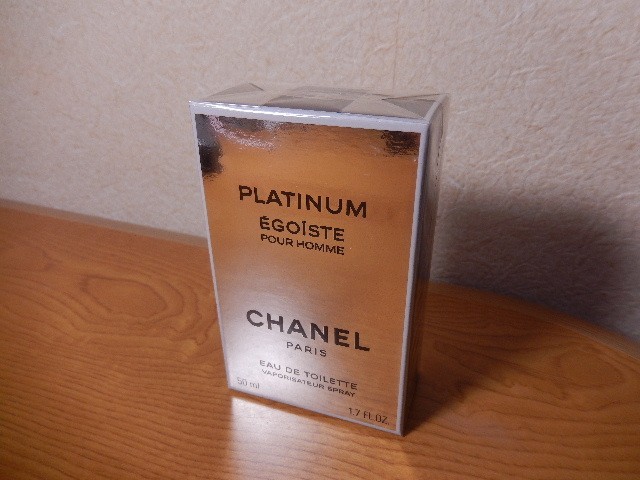 PLATINUM
ÉGOÏSTE
POUR HOMME
CHANEL
PARIS
EAU DE TOILETTE
VAPORISATEUR SPRAY
50 ml 1.7 FL.OZ.